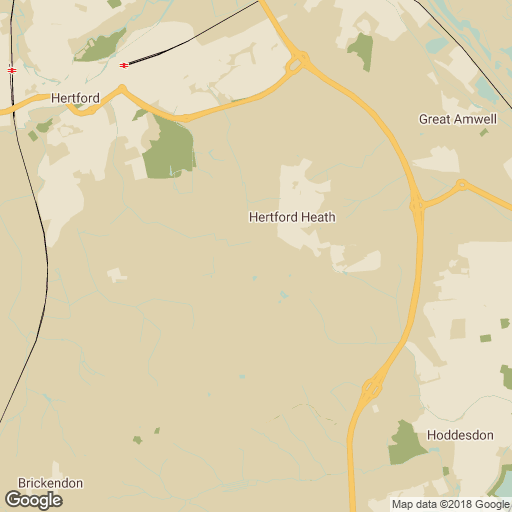 Hertford
Great Amwell
Hertford Heath
Hoddesdon
Brickendon
Google
Map data ©2018 Google